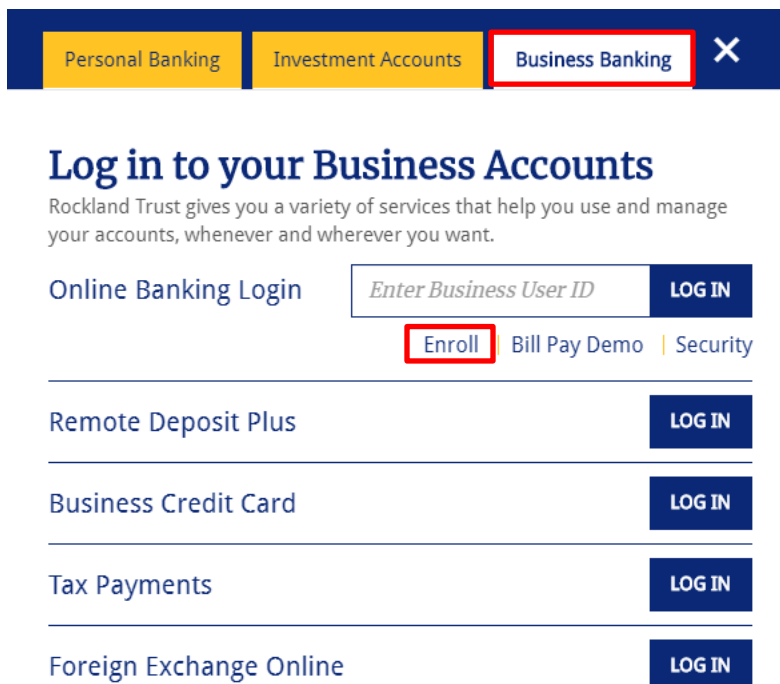 Personal Banking Investment Accounts Business Banking ×
Log in to your Business Accounts
Rockland Trust gives you a variety of services that help you use and manage
your accounts, whenever and wherever you want.
Online Banking Login Enter Business User ID LOG IN
Enroll | Bill Pay Demo | Security
Remote Deposit Plus LOG IN
Business Credit Card LOG IN
Tax Payments LOG IN
Foreign Exchange Online LOG IN